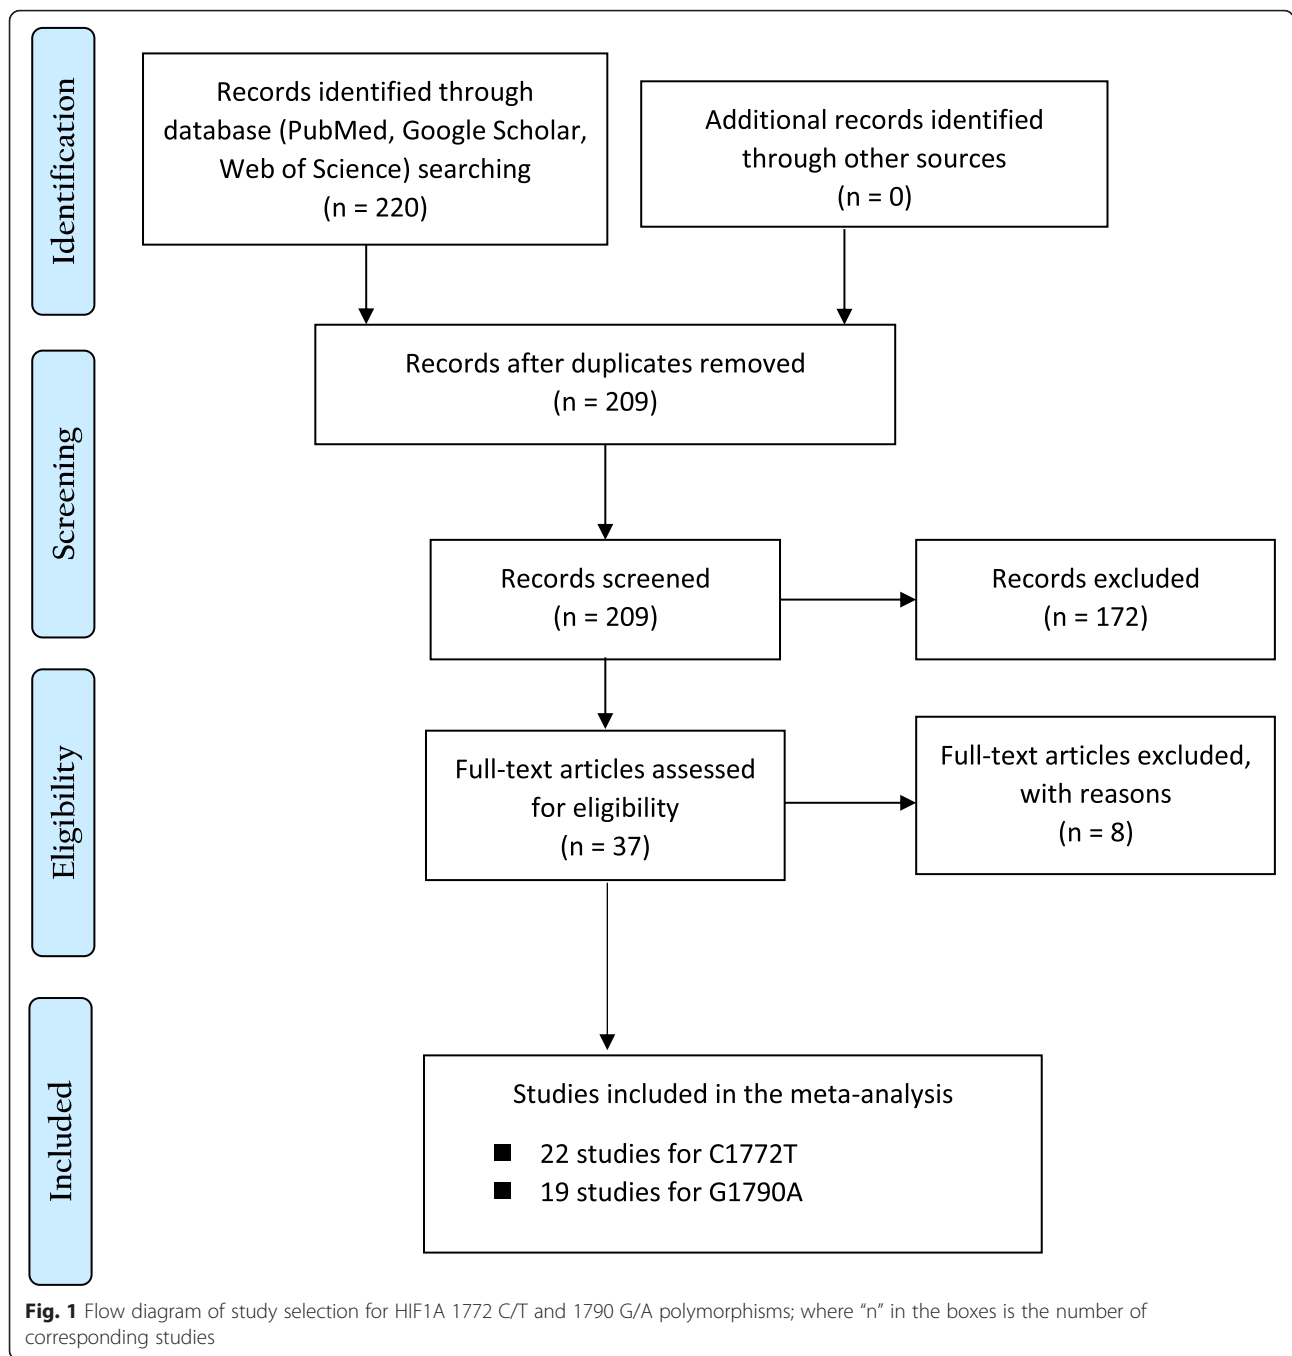 Identification
Records identified through
database (PubMed, Google Scholar,
Web of Science) searching
(n = 220)
Additional records identified
through other sources
(n = 0)
Records after duplicates removed
(n = 209)
Screening
Records screened
(n = 209)
Records excluded
(n = 172)
Eligibility
Full-text articles assessed
for eligibility
(n = 37)
Full-text articles excluded,
with reasons
(n = 8)
Included
Studies included in the meta-analysis
■ 22 studies for C1772T
■ 19 studies for G1790A
Fig. 1 Flow diagram of study selection for HIF1A 1772 C/T and 1790 G/A polymorphisms; where “n” in the boxes is the number of
corresponding studies